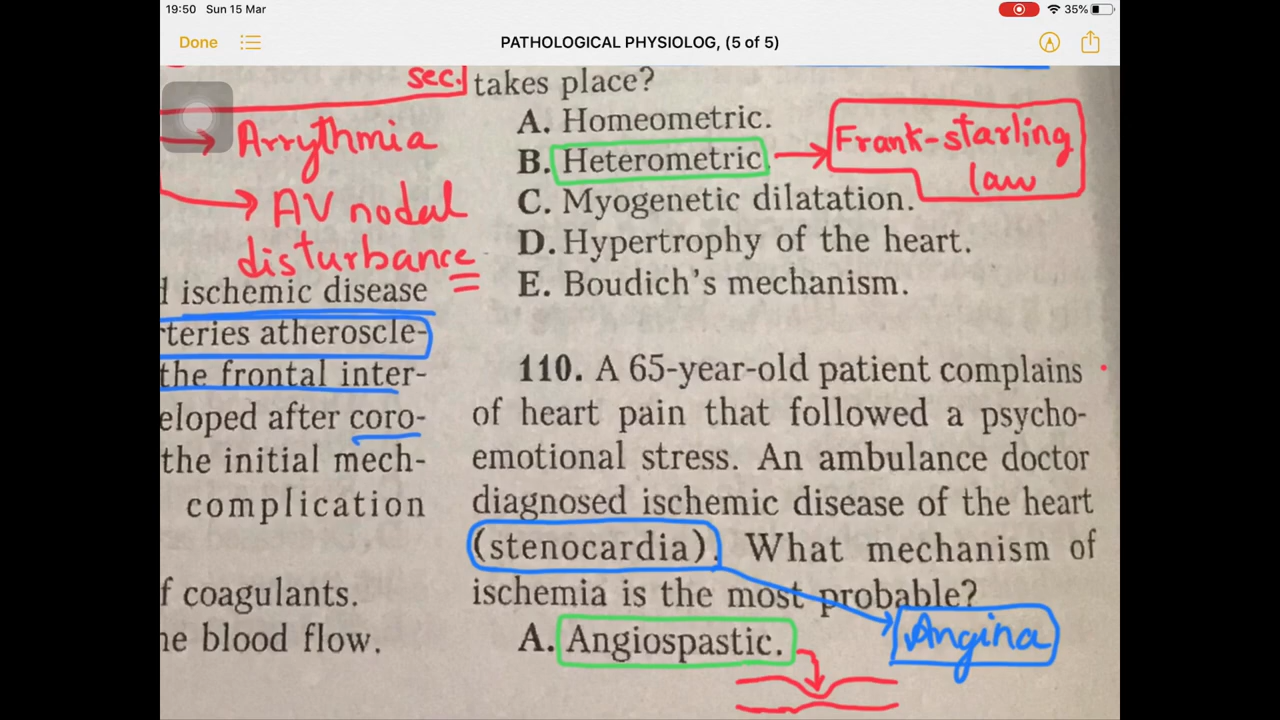 19:50 Sun 15 Mar
35%
Done
PATHOLOGICAL PHYSIOLOG, (5 of 5)
sec.
Arrythmia
AV nodal
disturbance
ischemic disease
teries atheroscle-
the frontal inter-
eloped after coro-
the initial mech-
complication
f coagulants.
blood flow.
takes place?
A. Homeometric.
B. Heterometric.
Frank-starling
law
C. Myogenetic dilatation.
D. Hypertrophy of the heart.
E. Boudich's mechanism.
110. A 65-year-old patient complains
of heart pain that followed a psycho-
emotional stress. An ambulance doctor
diagnosed ischemic disease of the heart
(stenocardia). What mechanism of
ischemia is the most probable?
A. Angiospastic.
Angina